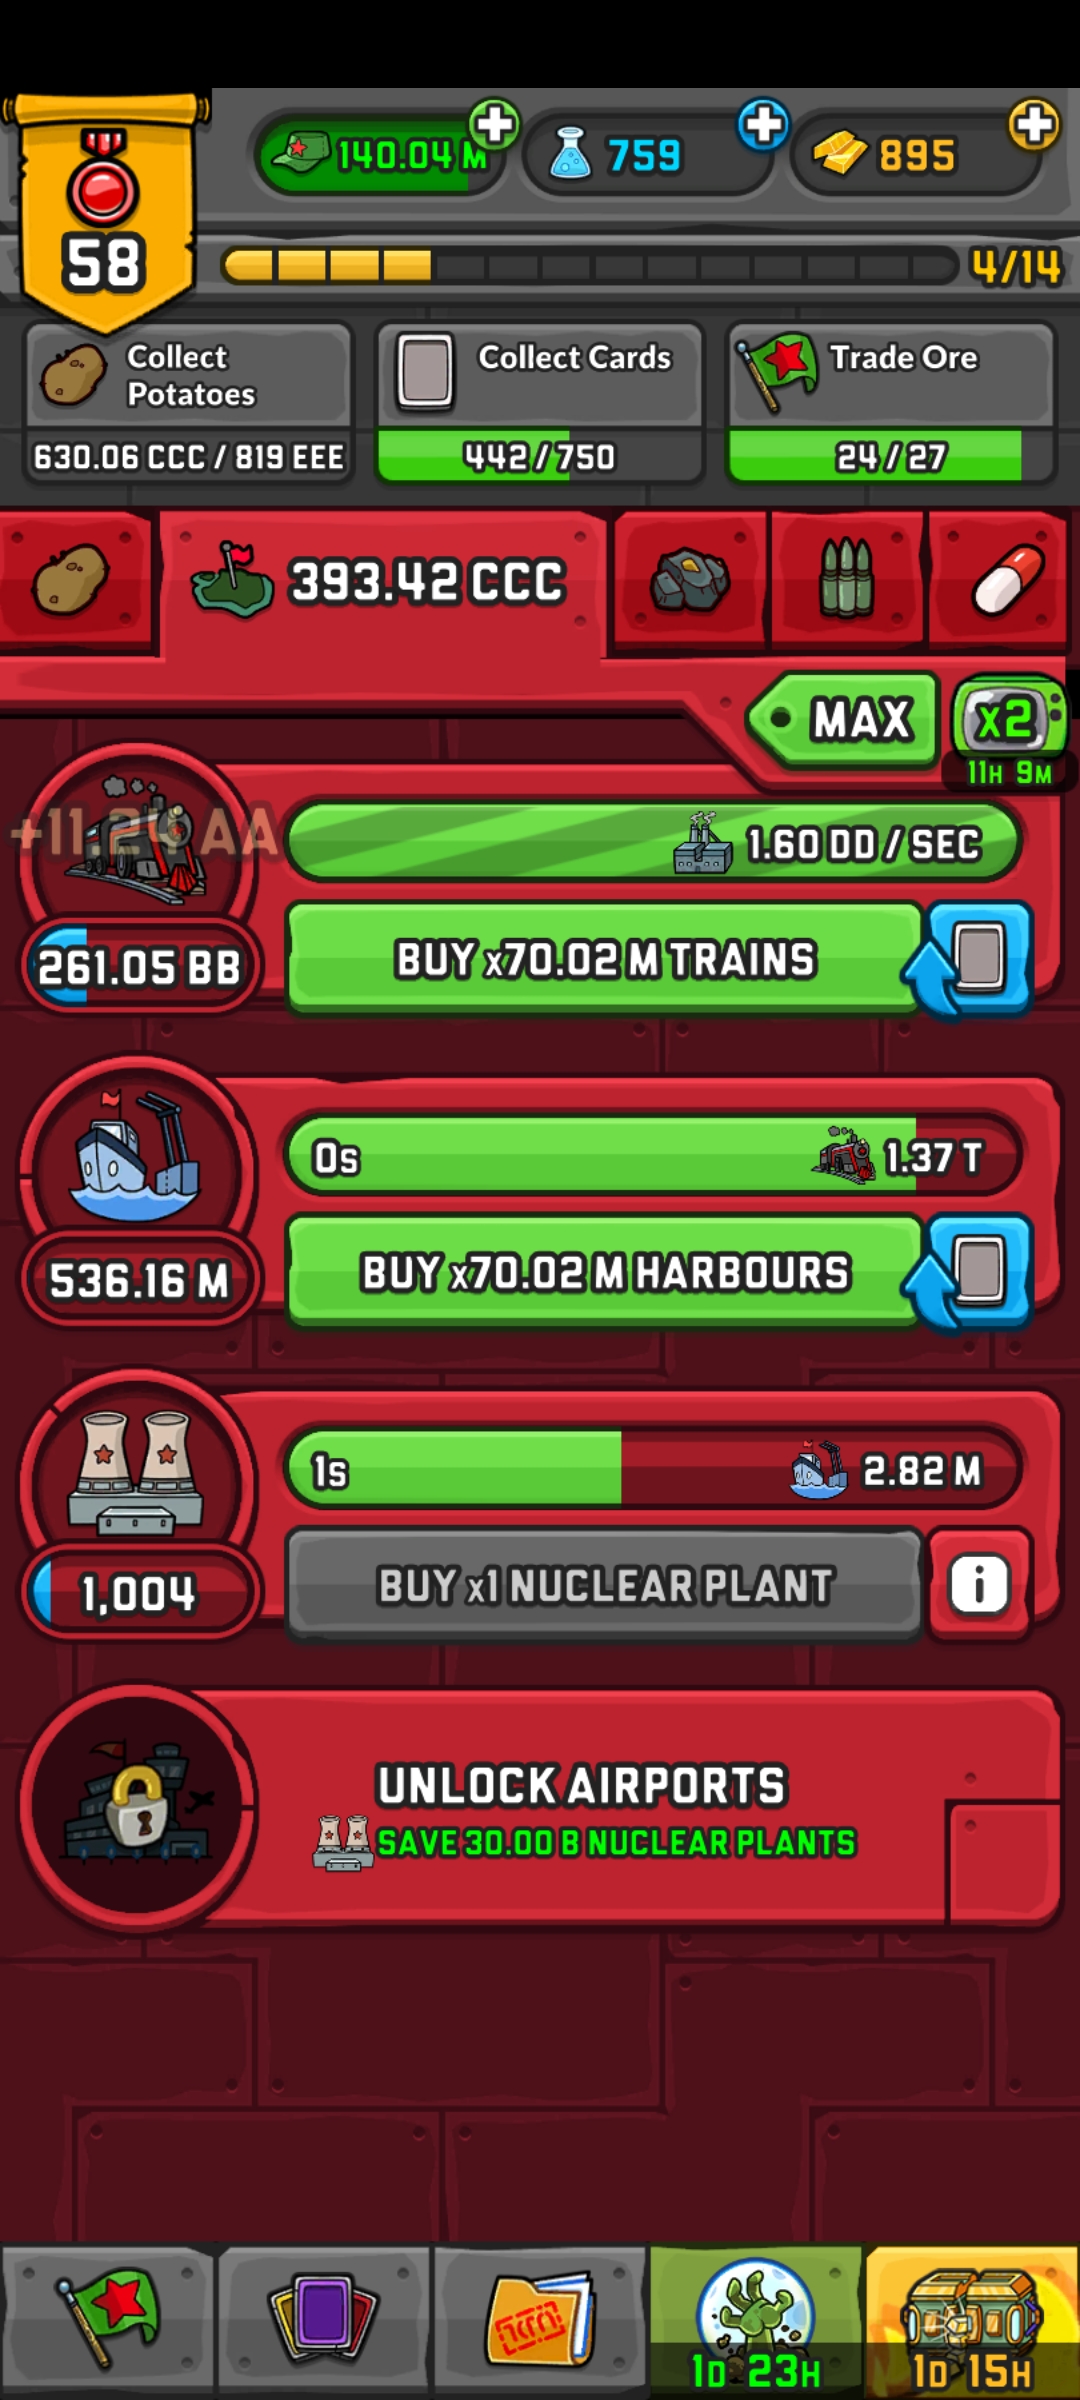 140.04 M
759
895
58
4/14
Collect
Potatoes
Collect Cards
Trade Ore
630.06 CCC / 819 EEE
442/750
24/27
393.42 CCC
MAX
x2
11H 9M
+11.24 AA
1.60 DD / SEC
261.05 BB
BUY x70.02 M TRAINS
0s
1.37 T
536.16 M
BUY x70.02 M HARBOURS
1s
2.82 M
1,004
BUY x1 NUCLEAR PLANT
i
UNLOCK AIRPORTS
SAVE 30.00 B NUCLEAR PLANTS
1D 23H
1D 15H